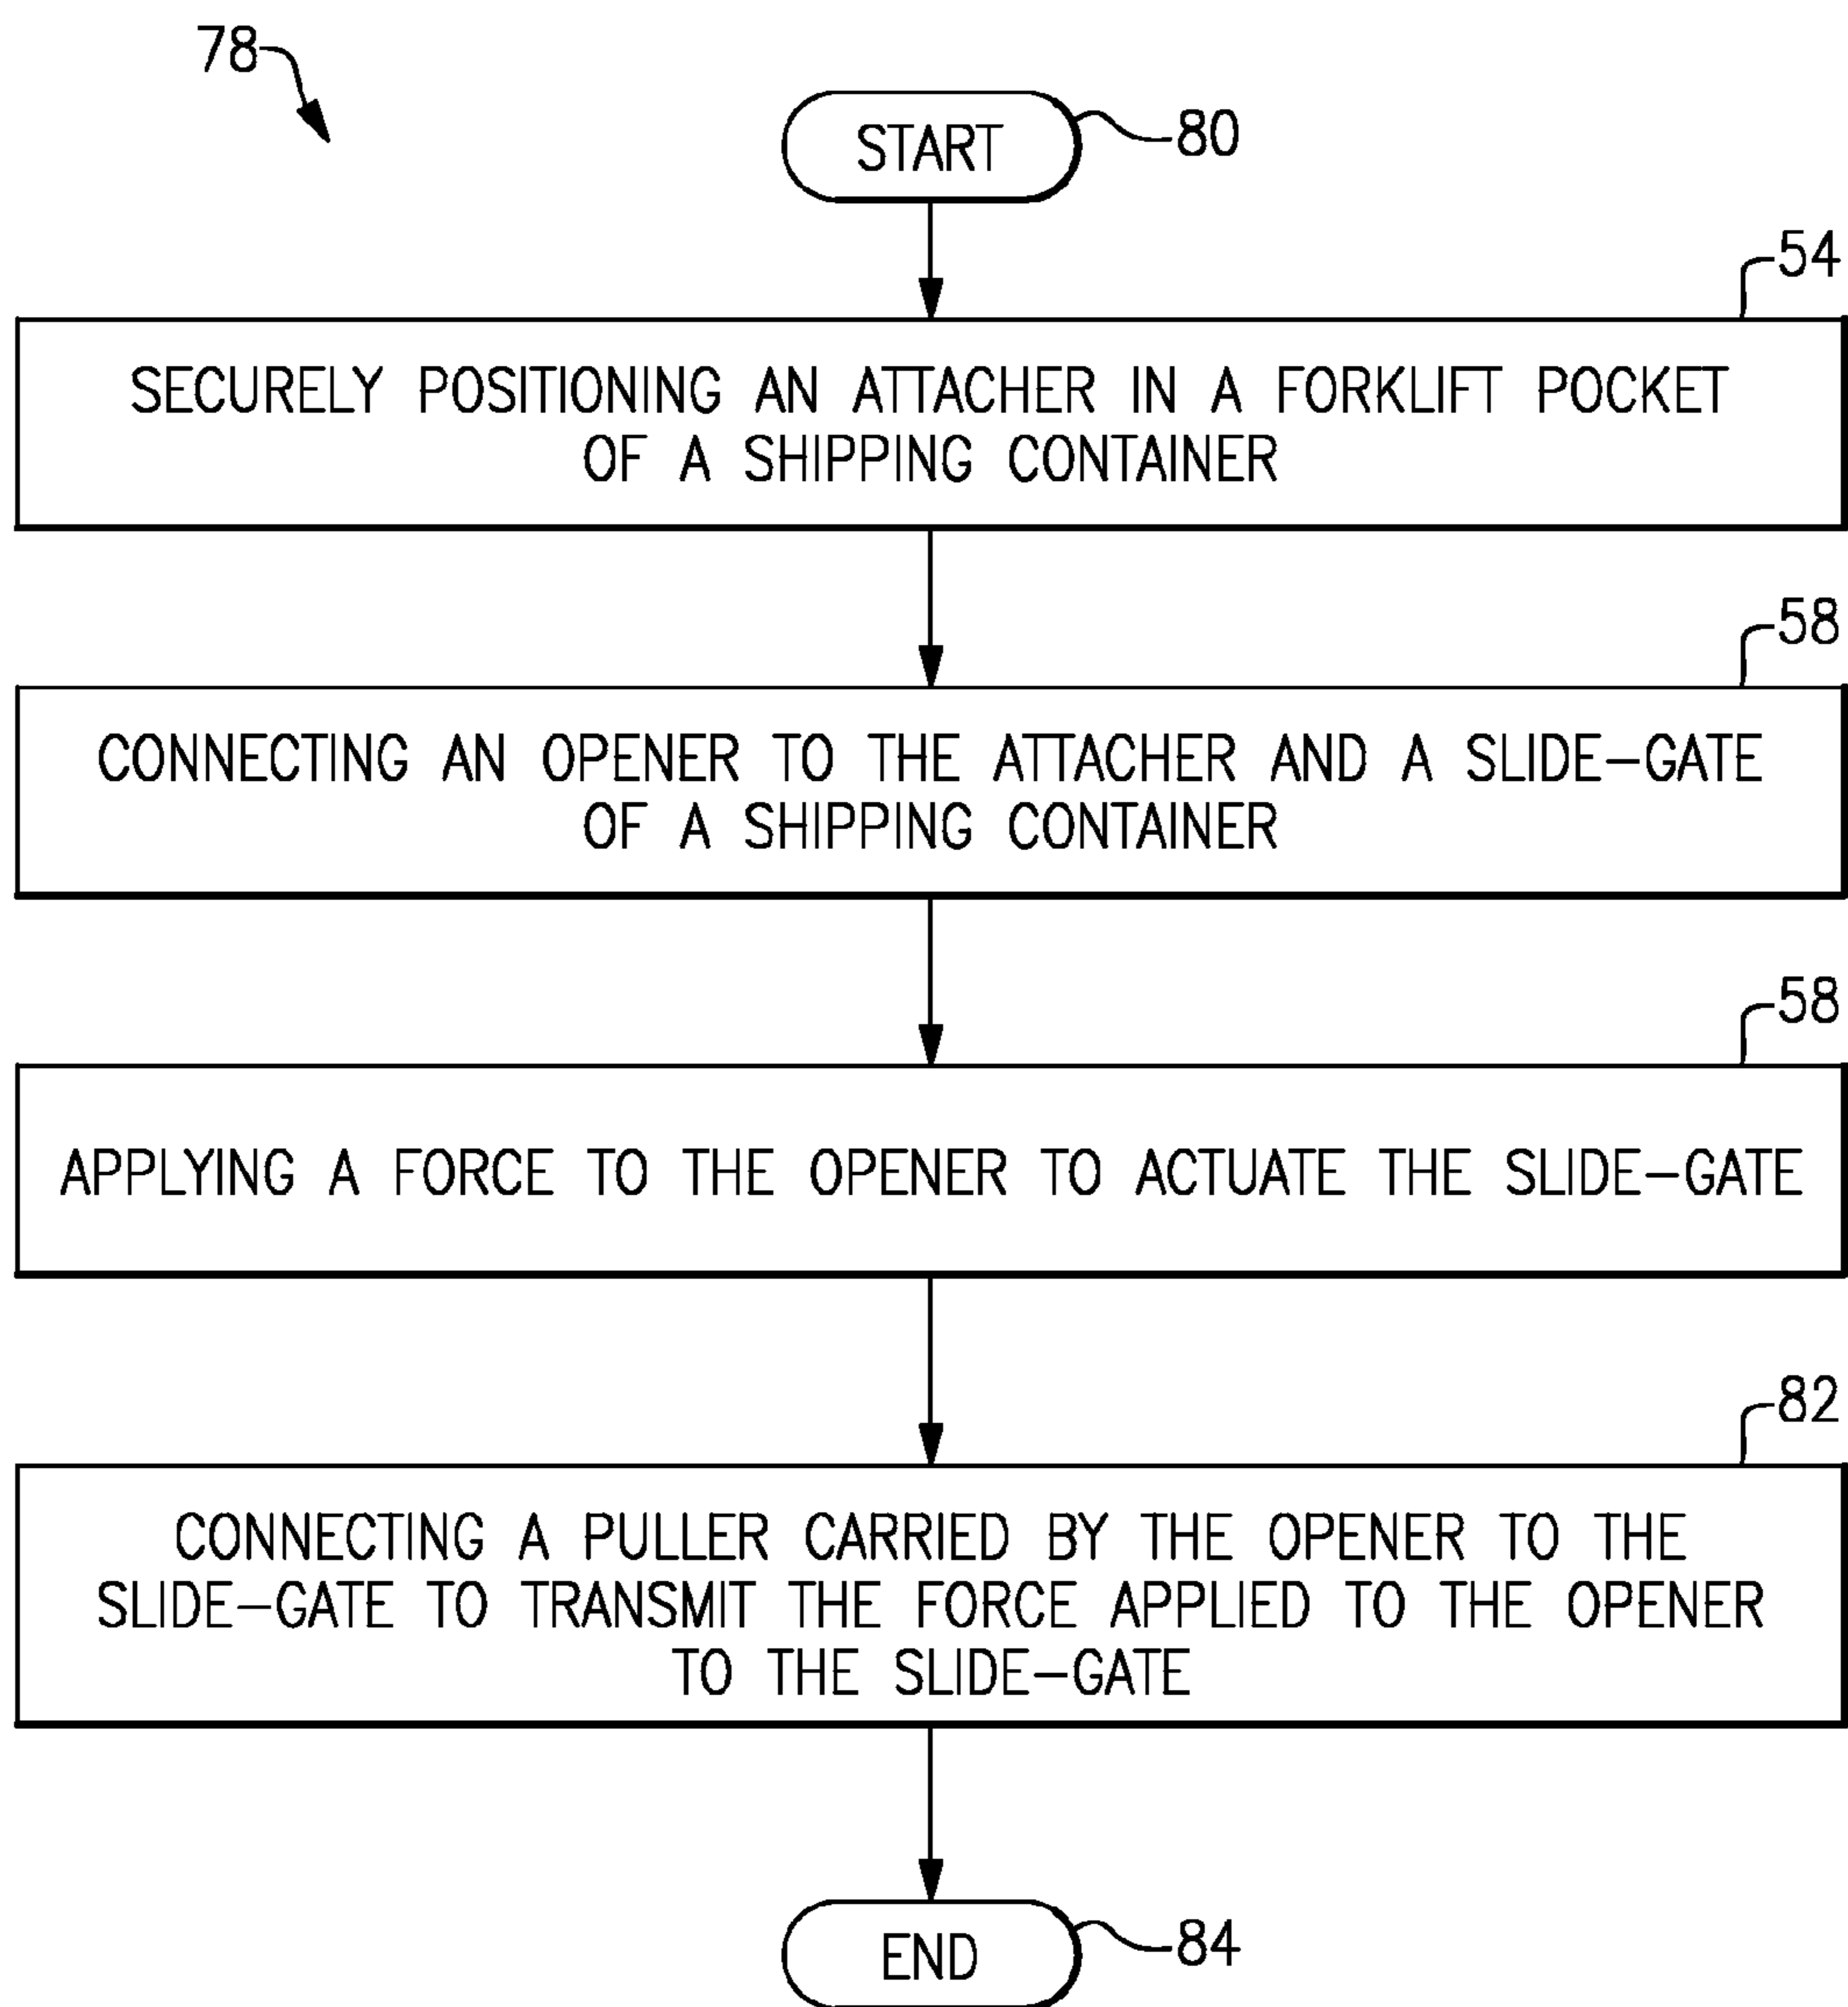 78
START
80
54
SECURELY POSITIONING AN ATTACHER IN A FORKLIFT POCKET
OF A SHIPPING CONTAINER
58
CONNECTING AN OPENER TO THE ATTACHER AND A SLIDE-GATE
OF A SHIPPING CONTAINER
58
APPLYING A FORCE TO THE OPENER TO ACTUATE THE SLIDE-GATE
82
CONNECTING A PULLER CARRIED BY THE OPENER TO THE
SLIDE-GATE TO TRANSMIT THE FORCE APPLIED TO THE OPENER
TO THE SLIDE-GATE
END
84